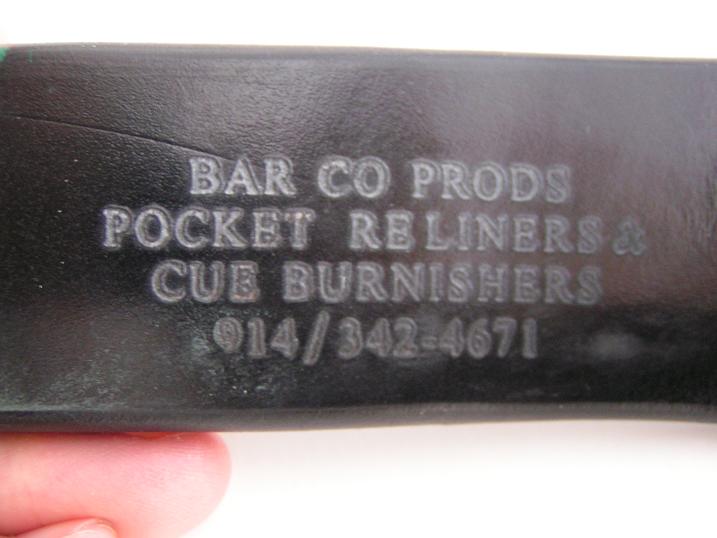 BAR CO PRODS
POCKET RELINERS &
CUE BURNISHERS
914/342-4671